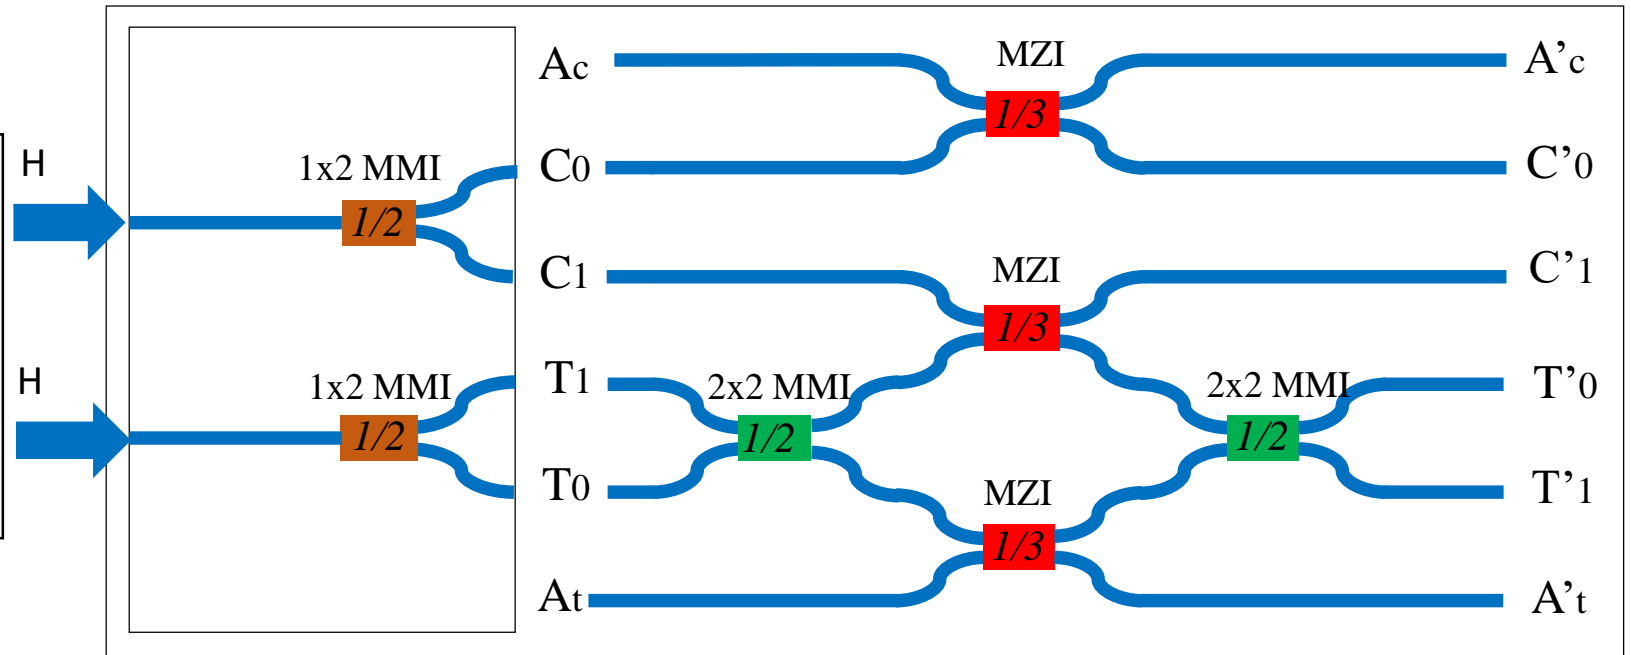 Ac
MZI
1/3
A’c
H
1x2 MMI
1/2
C0
C’0
C1
MZI
1/3
C’1
H
1x2 MMI
1/2
T1
2x2 MMI
1/2
2x2 MMI
1/2
T’0
T0
MZI
1/3
T’1
At
A’t